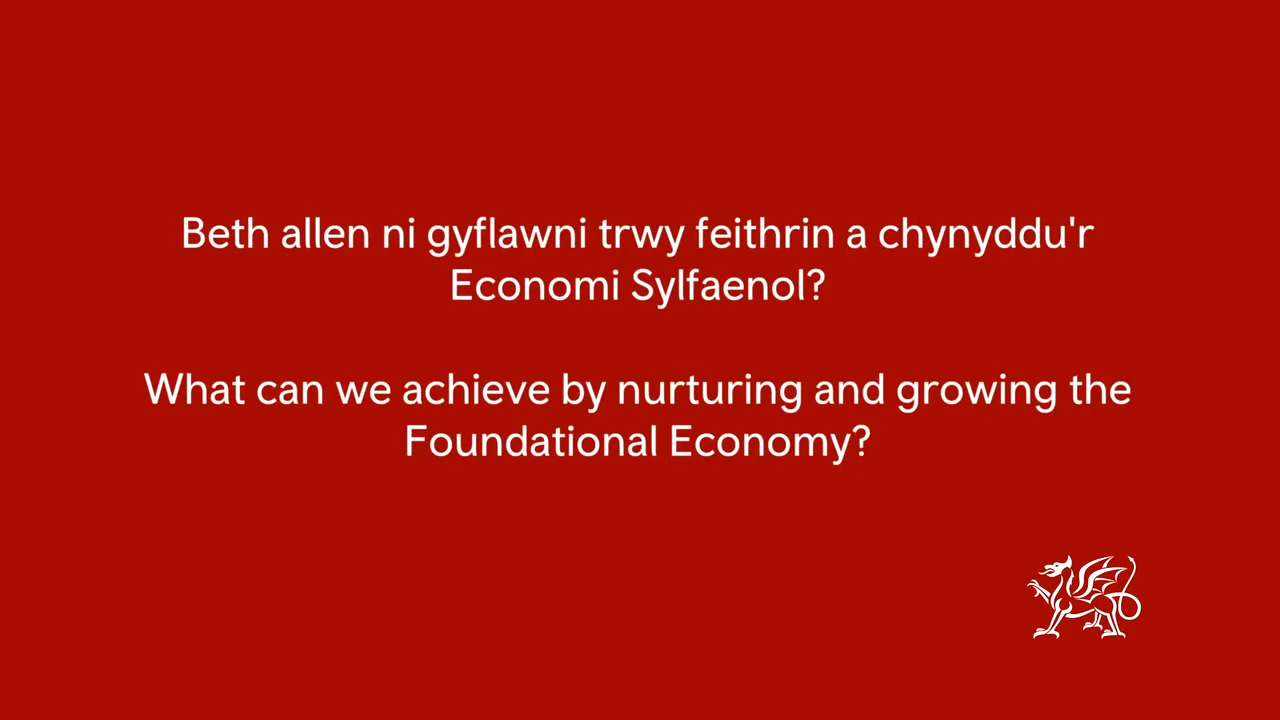 Beth allen ni gyflawni trwy feithrin a chynyddu'r
Economi Sylfaenol?
What can we achieve by nurturing and growing the
Foundational Economy?